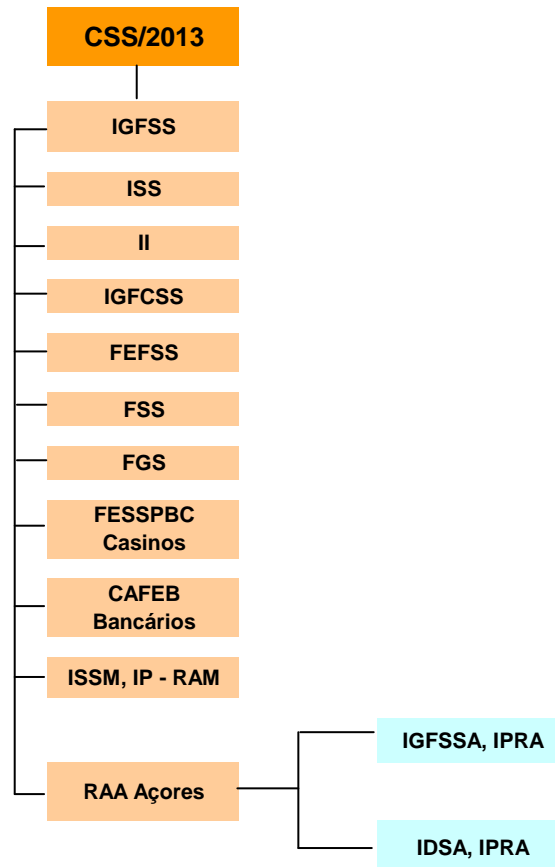 CSS/2013
IGFSS
ISS
II
IGFCSS
FEFSS
FSS
FGS
FESSPBC
Casinos
CAFEB
Bancários
ISSM, IP - RAM
RAA Açores
IGFSSA, IPRA
IDSA, IPRA